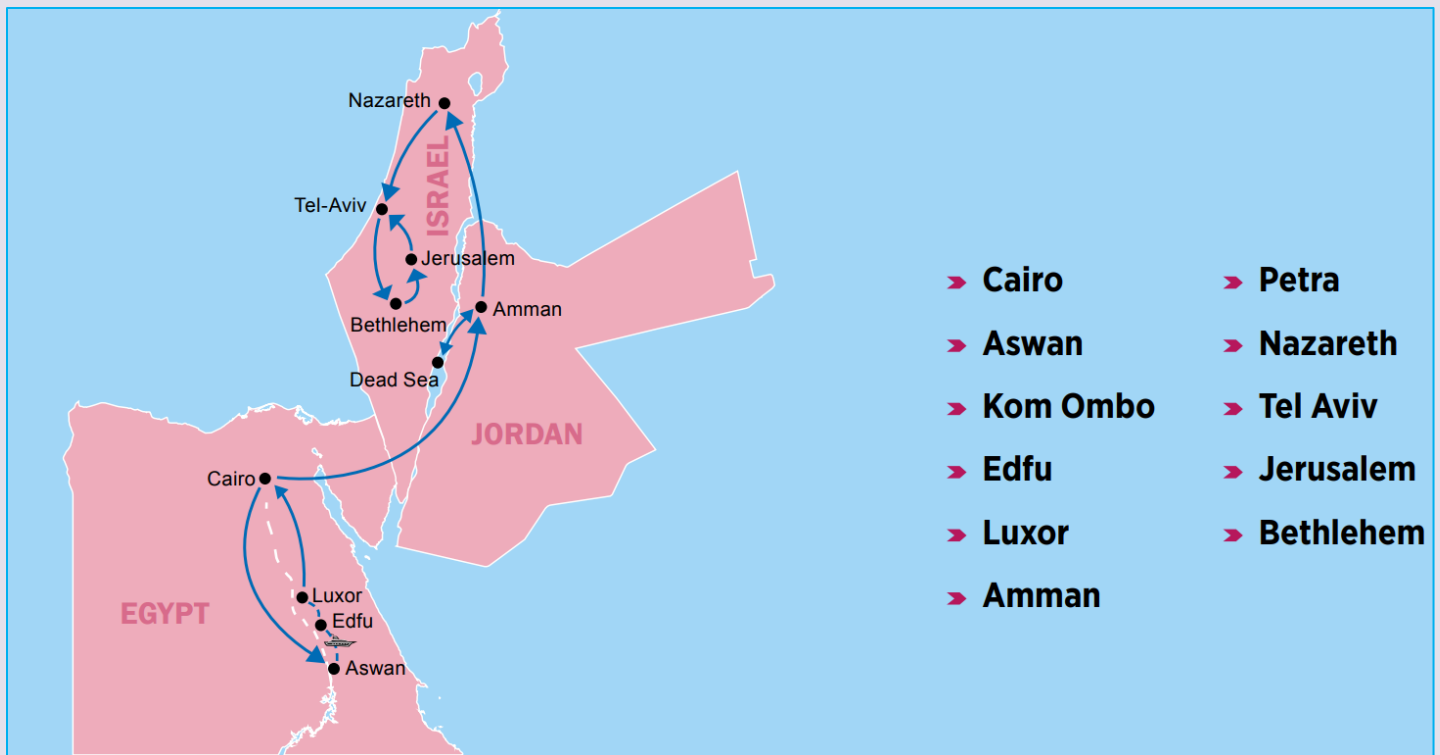 Nazareth
ISRAEL
Tel-Aviv
Jerusalem
Bethlehem
Amman
Dead Sea
JORDAN
Cairo
EGYPT
Luxor
Edfu
Aswan
Cairo
Aswan
Kom Ombo
Edfu
Luxor
Amman
Petra
Nazareth
Tel Aviv
Jerusalem
Bethlehem